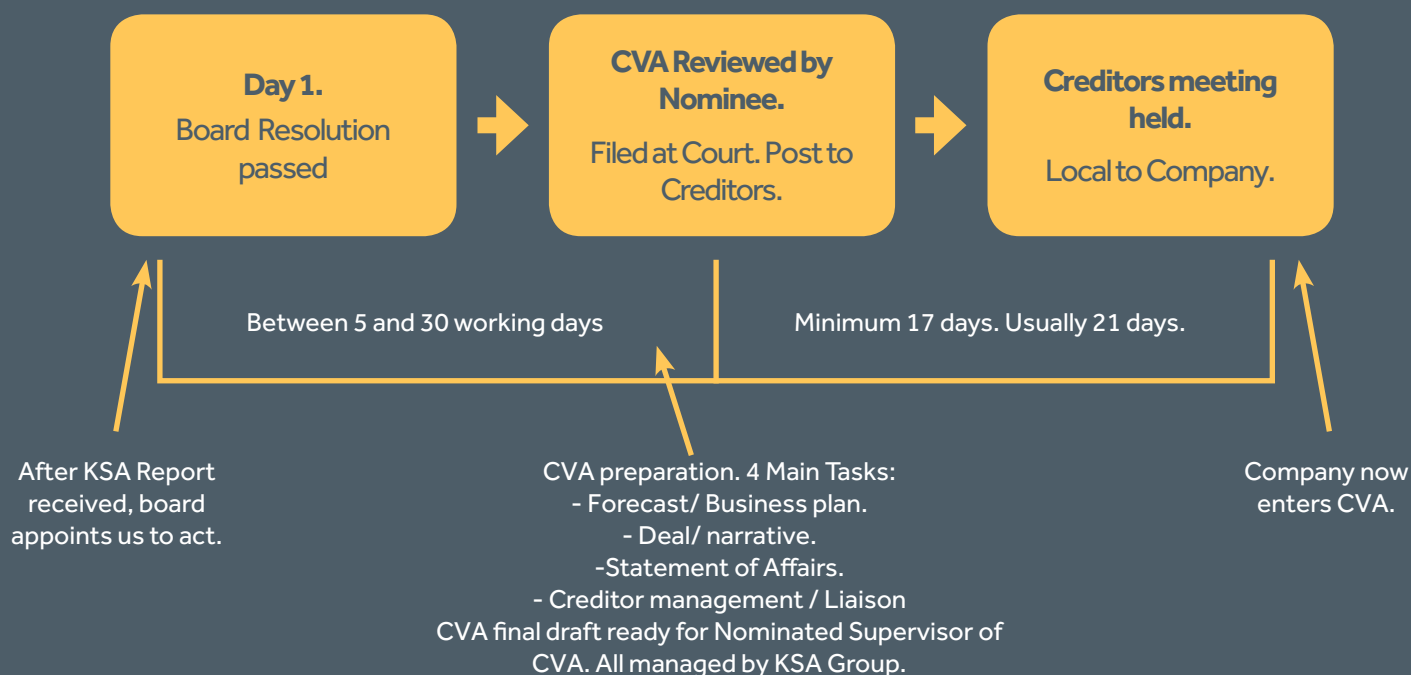 Day 1.
Board Resolution
passed
CVA Reviewed by
Nominee.
Filed at Court. Post to
Creditors.
Creditors meeting
held.
Local to Company.
Between 5 and 30 working days
Minimum 17 days. Usually 21 days.
After KSA Report
received, board
appoints us to act.
CVA preparation. 4 Main Tasks:
- Forecast/ Business plan.
- Deal/ narrative.
-Statement of Affairs.
- Creditor management / Liaison
CVA final draft ready for Nominated Supervisor of
CVA. All managed by KSA Group.
Company now
enters CVA.